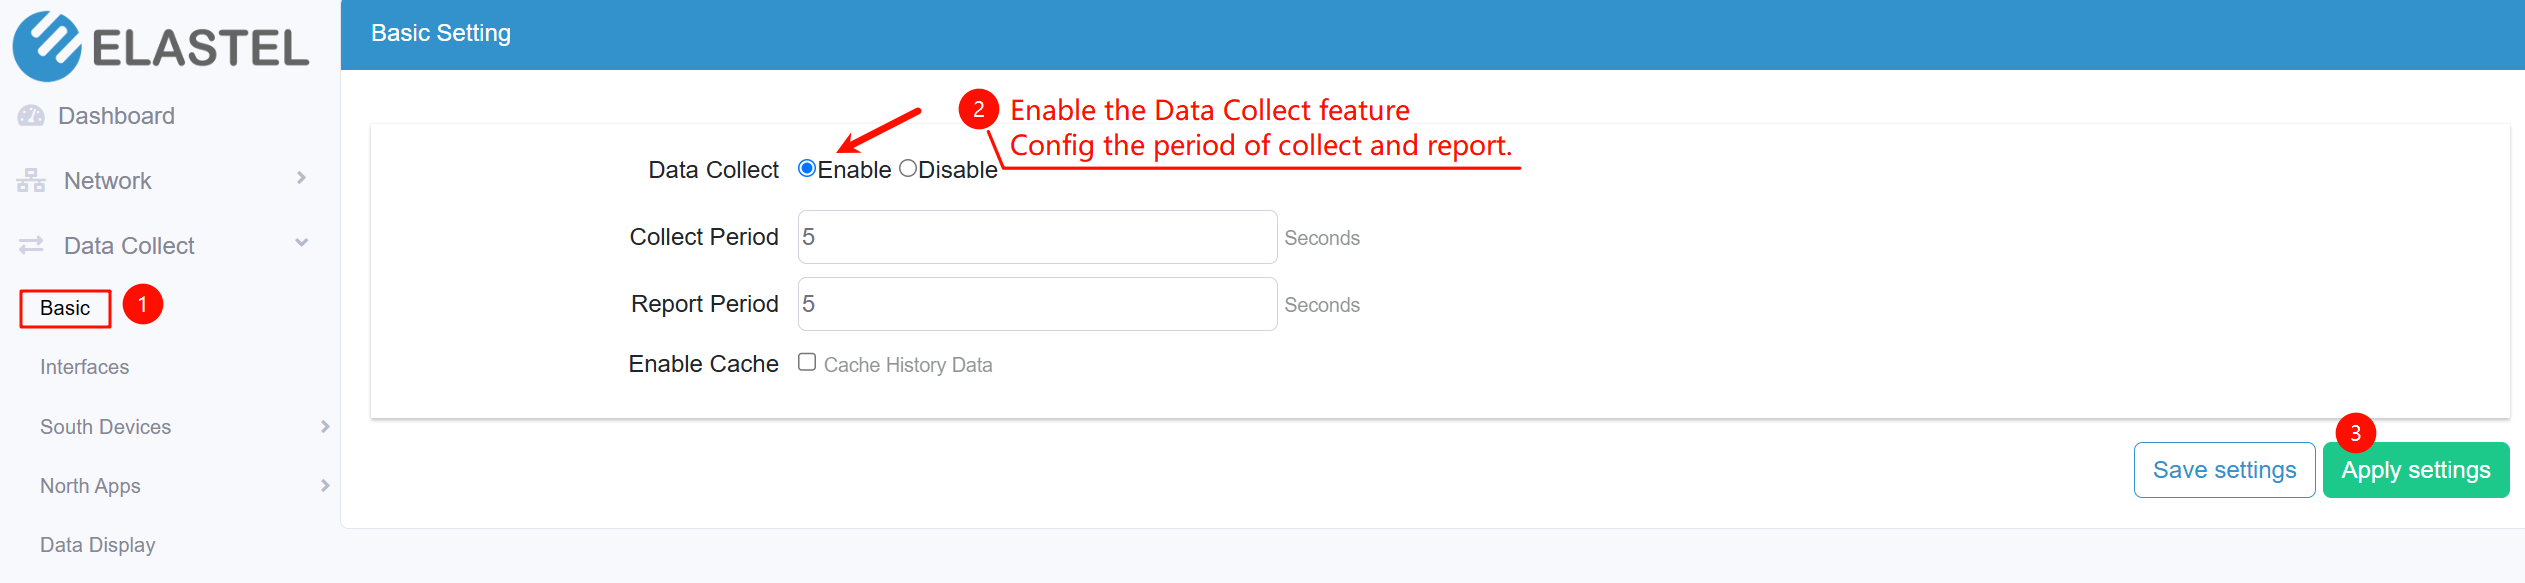 ELASTEL
Basic Setting
Dashboard
Network
Data Collect
Basic
1
Interfaces
South Devices
North Apps
Data Display
2 Enable the Data Collect feature
Config the period of collect and report.
Data Collect Enable Disable
Collect Period 5 Seconds
Report Period 5 Seconds
Enable Cache Cache History Data
3
Save settings Apply settings